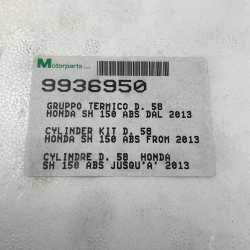 Motorparts
9936950
GRUPPO TERMICO D. 58
HONDA SH 150 ABS DAL 2013
CYLINDER KIT D. 58
HONDA SH 150 ABS FROM 2013
CYLINDRE D. 58 HONDA
SH 150 ABS JUSQU'A' 2013